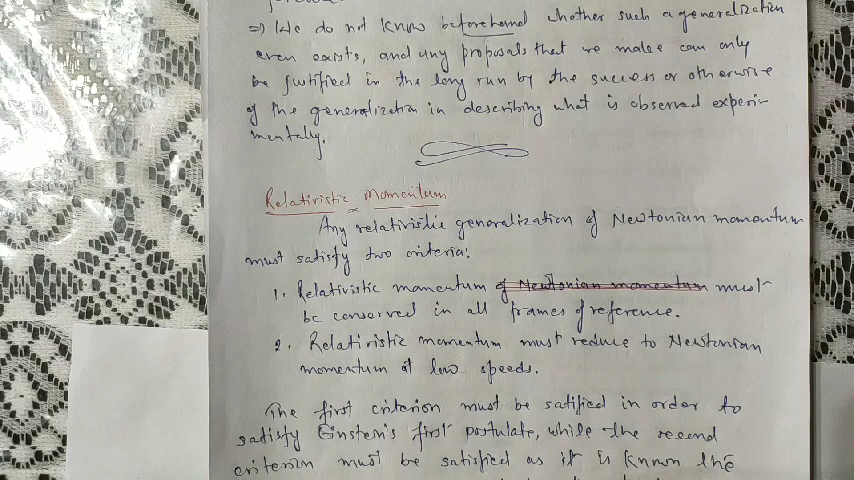 ⇒ We do not know beforehand whether such a generalization
even exists, and any proposals that we make can only
be justified in the long run by the success or otherwise
of the generalization in describing what is observed experi-
mentally.
Relativistic Momentum
Any relativistic generalization of Newtonian momentum
must satisfy two criteria:
1. Relativistic momentum of Newtonian momentum must
be conserved in all frames of reference.
2. Relativistic momentum must reduce to Newtonian
momentum at low speeds.
The first criterion must be satified in order to
satisfy Einstein's first postulate, while the second
criterion must be satisfied as it is known the